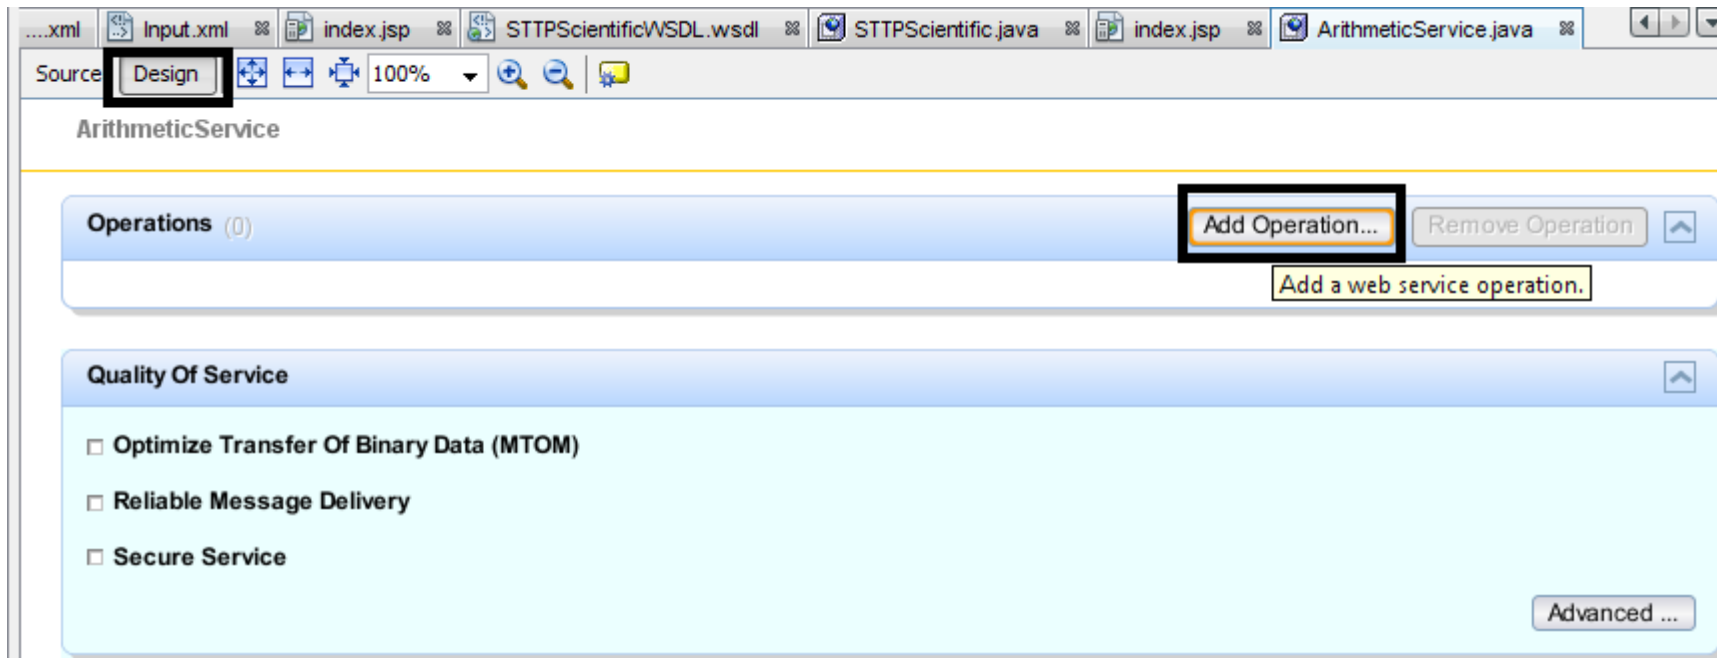 ....xml Input.xml index.jsp STTPScientificWSDL.wsdl STTPScientific.java index.jsp ArithmeticService.java
Source Design 100%
ArithmeticService
Operations (0) Add Operation... Remove Operation
Add a web service operation.
Quality Of Service
Optimize Transfer Of Binary Data (MTOM)
Reliable Message Delivery
Secure Service
Advanced ...